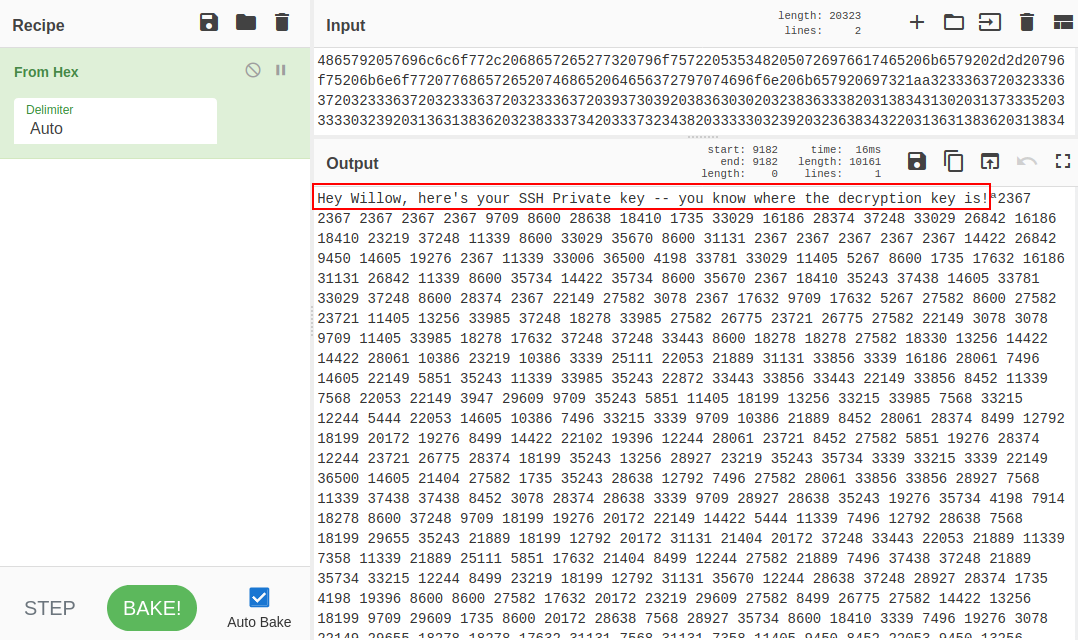 Recipe
From Hex
Delimiter
Auto
STEP
BAKE!
Auto Bake
Input
length: 20323
lines: 2
4865792057696c6c6f772c2068657265277320796f7572205353482050726976617465206b6579202d2d20796
f75206b6e6f77207768657265207468652064656372797074696f6e206b657920697321aa3233363720323336
37203233363720323336372032333637203937303920383630302032383633382031383431302031373335203
33330323920313631383620323833373420333732343820333330323920323638343220313631383620313834
Output
start: 9182
end: 9182
length: 0
time: 16ms
length: 10161
lines: 1
Hey Willow, here's your SSH Private key -- you know where the decryption key is!ª2367
2367 2367 2367 2367 9709 8600 28638 18410 1735 33029 16186 28374 37248 33029 26842 16186
18410 23219 37248 11339 8600 33029 35670 8600 31131 2367 2367 2367 2367 2367 14422 26842
9450 14605 19276 2367 11339 33006 36500 4198 33781 33029 11405 5267 8600 1735 17632 16186
31131 26842 11339 8600 35734 14422 35734 8600 35670 2367 18410 35243 37438 14605 33781
33029 37248 8600 28374 2367 22149 27582 3078 2367 17632 9709 17632 5267 27582 8600 27582
23721 11405 13256 33985 37248 18278 33985 27582 26775 23721 26775 27582 22149 3078 3078
9709 11405 33985 18278 17632 37248 37248 33443 8600 18278 18278 27582 18330 13256 14422
14422 28061 10386 23219 10386 3339 25111 22053 21889 31131 33856 3339 16186 28061 7496
14605 22149 5851 35243 11339 33985 35243 22872 33443 33856 33443 22149 33856 8452 11339
7568 22053 22149 3947 29609 9709 35243 5851 11405 18199 13256 33215 33985 7568 33215
12244 5444 22053 14605 10386 7496 33215 3339 9709 10386 21889 8452 28061 28374 8499 12792
18199 20172 19276 8499 14422 22102 19396 12244 28061 23721 8452 27582 5851 19276 28374
12244 23721 26775 28374 18199 35243 13256 28927 23219 35243 35734 3339 33215 3339 22149
36500 14605 21404 27582 1735 35243 28638 12792 7496 27582 28061 33856 33856 28927 7568
11339 37438 37438 8452 3078 28374 28638 3339 9709 28927 28638 35243 19276 35734 4198 7914
18278 8600 37248 9709 18199 19276 20172 22149 14422 5444 11339 7496 12792 28638 7568
18199 29655 35243 21889 18199 12792 20172 31131 21404 20172 37248 33443 22053 21889 11339
7358 11339 21889 25111 5851 17632 21404 8499 12244 27582 21889 7496 37438 37248 21889
35734 33215 12244 8499 23219 18199 12792 31131 35670 12244 28638 37248 28927 28374 1735
4198 19396 8600 8600 27582 17632 20172 23219 29609 27582 8499 26775 27582 14422 13256
18199 9709 29609 1735 8600 20172 28638 7568 28927 35734 8600 18410 3339 7496 19276 3078
22149 29655 18278 18278 17632 31131 7568 31131 7358 11405 9450 8452 22053 9450 13256